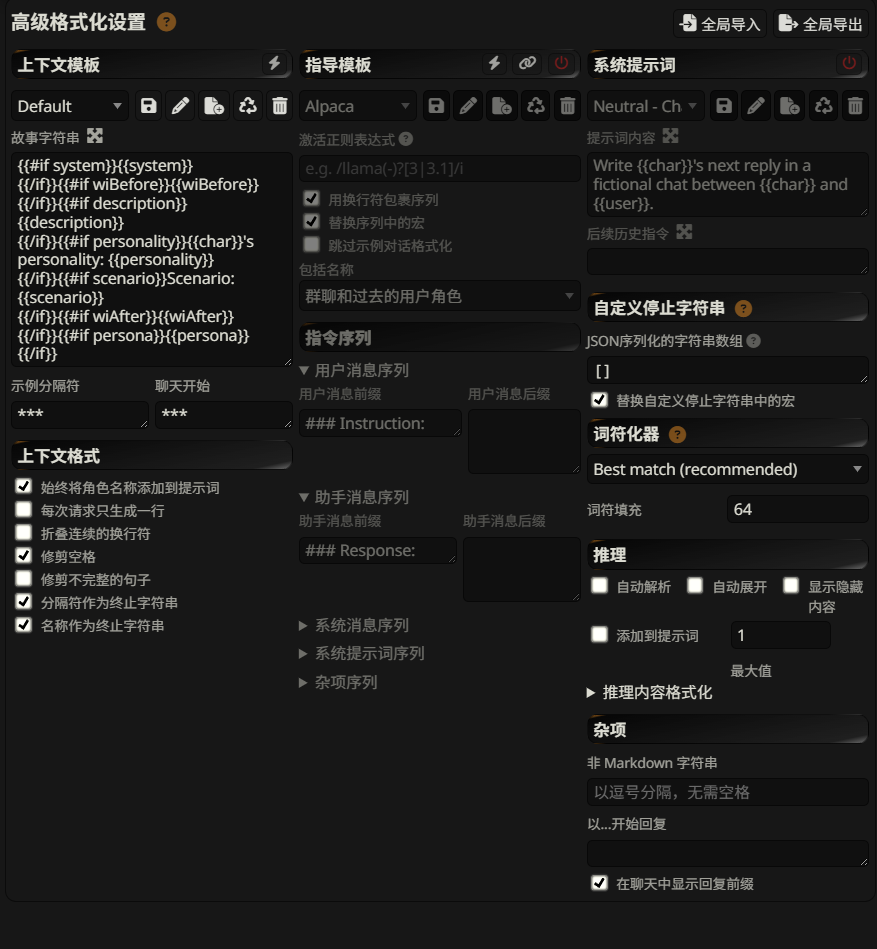 高级格式化设置 ?
全局导入
全局导出
上下文模板
Default
故事字符串
{{#if system}}{{system}}
{{/if}}{{#if wiBefore}}{{wiBefore}}
{{/if}}{{#if description}}
{{description}}
{{/if}}{{#if personality}}{{char}}'s
personality: {{personality}}
{{/if}}{{#if scenario}}Scenario:
{{scenario}}
{{/if}}{{#if wiAfter}}{{wiAfter}}
{{/if}}{{#if persona}}{{persona}}
{{/if}}
示例分隔符
聊天开始
***
***
上下文格式
始终将角色名称添加到提示词
每次请求只生成一行
折叠连续的换行符
修剪空格
修剪不完整的句子
分隔符作为终止字符串
名称作为终止字符串
指导模板
Alpaca
激活正则表达式 ?
e.g. /llama(-)?[3|3.1]/i
用换行符包裹序列
替换序列中的宏
跳过示例对话格式化
包括名称
群聊和过去的用户角色
指令序列
用户消息序列
用户消息前缀
用户消息后缀
### Instruction:
助手消息序列
助手消息前缀
助手消息后缀
### Response:
系统消息序列
系统提示词序列
杂项序列
系统提示词
Neutral - Ch
提示词内容
Write {{char}}'s next reply in a
fictional chat between {{char}} and
{{user}}.
后续历史指令
自定义停止字符串 ?
JSON序列化的字符串数组 ?
[]
替换自定义停止字符串中的宏
词符化器 ?
Best match (recommended)
词符填充
64
推理
自动解析
自动展开
显示隐藏
内容
添加到提示词
1
最大值
推理内容格式化
杂项
非 Markdown 字符串
以逗号分隔，无需空格
以...开始回复
在聊天中显示回复前缀